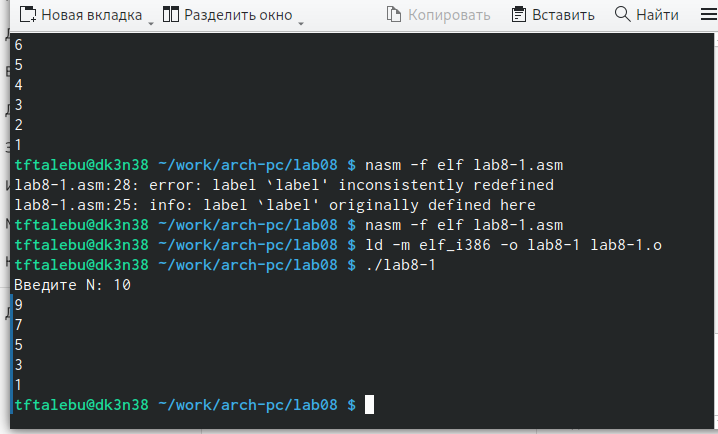 Новая вкладка Разделить окно Копировать Вставить Найти
6
5
4
3
2
1
tftalebu@dk3n38 ~/work/arch-pc/lab08 $ nasm -f elf lab8-1.asm
lab8-1.asm:28: error: label `label' inconsistently redefined
lab8-1.asm:25: info: label `label' originally defined here
tftalebu@dk3n38 ~/work/arch-pc/lab08 $ nasm -f elf lab8-1.asm
tftalebu@dk3n38 ~/work/arch-pc/lab08 $ ld -m elf_i386 -o lab8-1 lab8-1.o
tftalebu@dk3n38 ~/work/arch-pc/lab08 $ ./lab8-1
Введите N: 10
9
7
5
3
1
tftalebu@dk3n38 ~/work/arch-pc/lab08 $